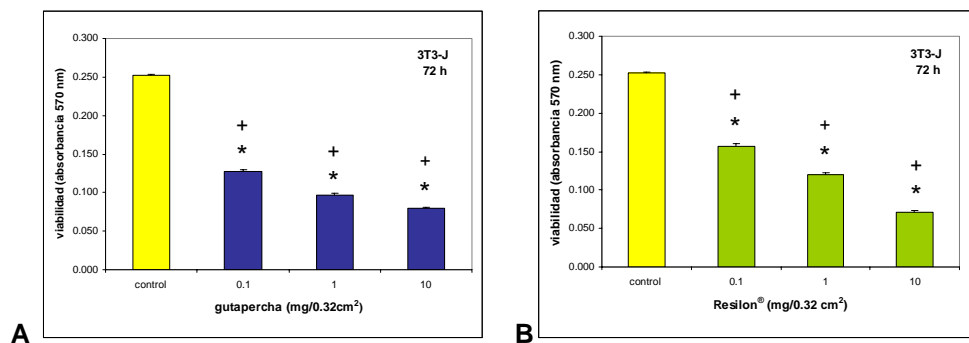 0.300
0.250
0.200
0.150
0.100
0.050
0.000
viabilidad (absorbancia 570 nm)
3T3-J
72 h
+
*
+
*
+
*
control 0.1 1 10
gutapercha (mg/0.32cm²)
A
0.300
0.250
0.200
0.150
0.100
0.050
0.000
viabilidad (absorbancia 570 nm)
3T3-J
72 h
+
*
+
*
+
*
control 0.1 1 10
Resilon® (mg/0.32 cm²)
B